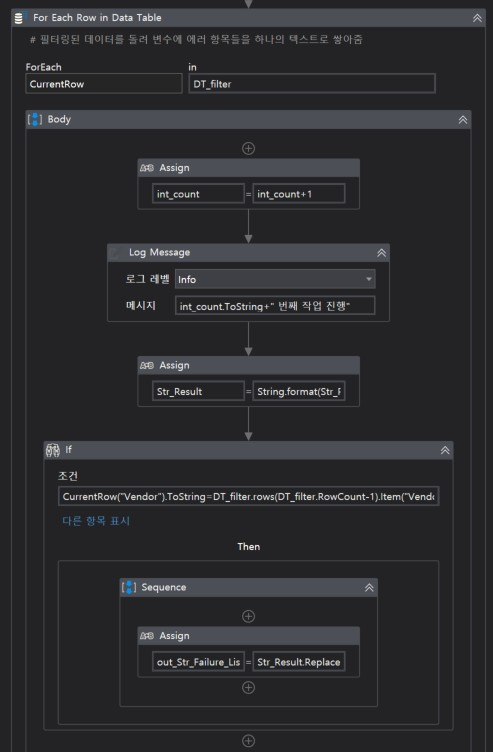 For Each Row in Data Table
# 필터링된 데이터를 돌려 변수에 에러 항목들을 하나의 텍스트로 쌓아줌
ForEach in
CurrentRow DT_filter
Body
Assign
int_count = int_count+1
Log Message
로그 레벨 Info
메시지 int_count.ToString+" 번째 작업 진행"
Assign
Str_Result = String.format(Str_F
If
조건
CurrentRow("Vendor").ToString=DT_filter.rows(DT_filter.RowCount-1).Item("Vend
다른 항목 표시
Then
Sequence
Assign
out_Str_Failure_Lis = Str_Result.Replace